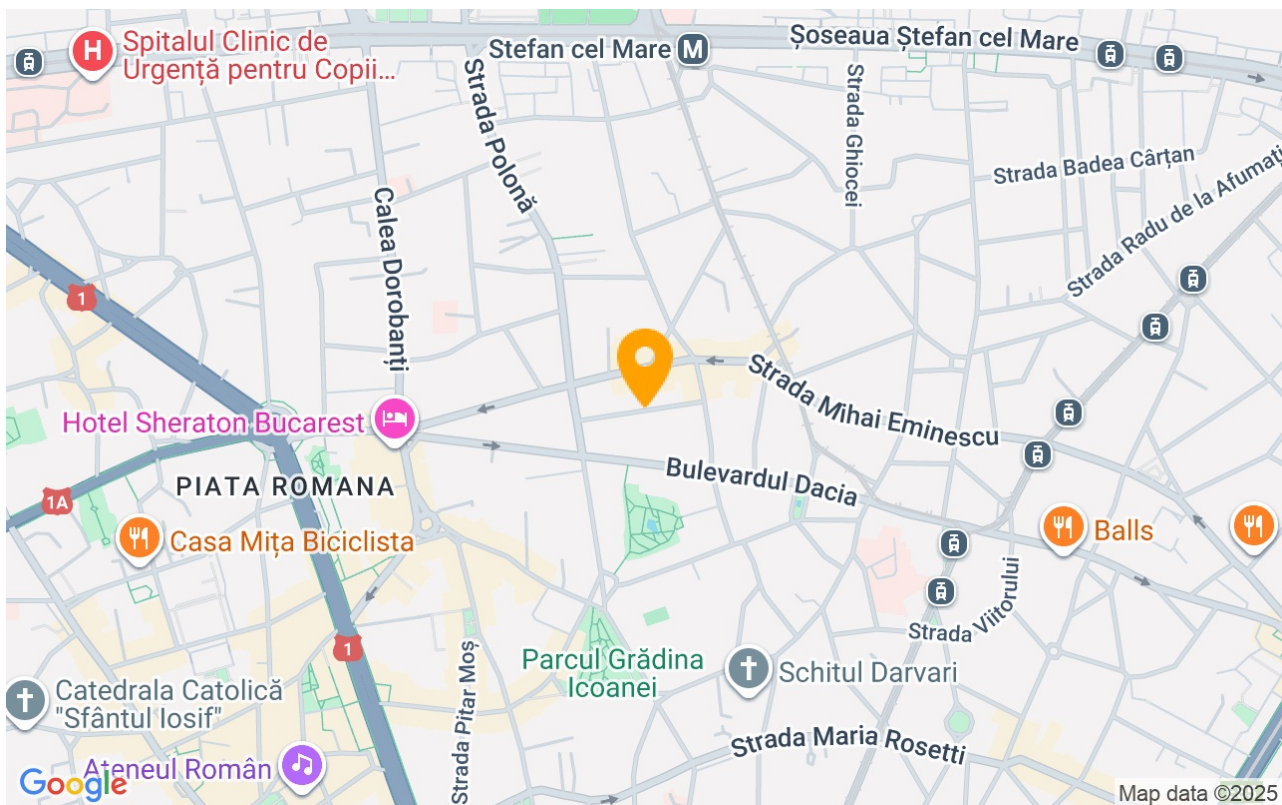 H
Spitalul Clinic de
Urgență pentru Copii...
Stefan cel Mare
M
Șoseaua Ștefan cel Mare
Strada Polonă
Strada Ghiocei
Strada Badea Cârțan
Strada Radu de la Afumați
Calea Dorobanți
1
Strada Mihai Eminescu
Hotel Sheraton Bucarest
Bulevardul Dacia
PIATA ROMANA
1A
Casa Mița Biciclista
Balls
Strada Viitorului
1
Strada Pitar Moș
Parcul Grădina
Icoanei
Schitul Darvari
Catedrala Catolică
"Sfântul Iosif"
Strada Maria Rosetti
Ateneul Român
Google
Map data ©2025